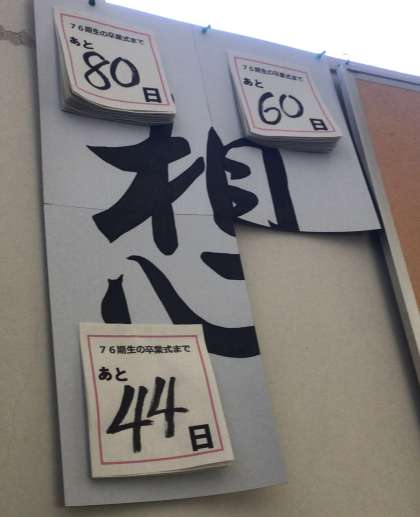 76期生の卒業式まで
あと
80
日
76期生の卒業式まで
あと
60
日
想
76期生の卒業式まで
あと
44
日